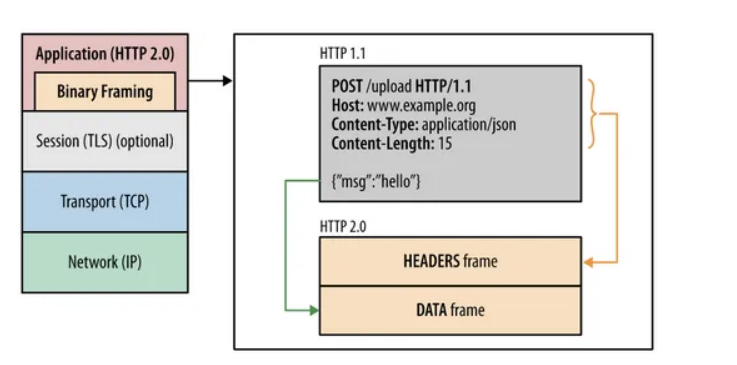 Application (HTTP 2.0)
Binary Framing
Session (TLS) (optional)
Transport (TCP)
Network (IP)
HTTP 1.1
POST /upload HTTP/1.1
Host: www.example.org
Content-Type: application/json
Content-Length: 15
{"msg":"hello"}
HTTP 2.0
HEADERS frame
DATA frame